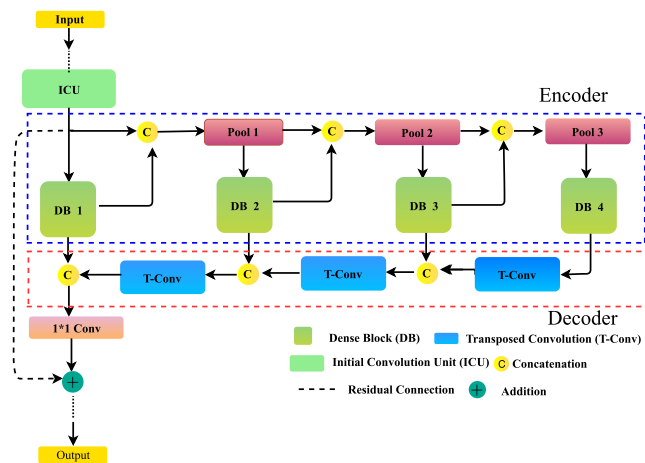 Input
ICU
Encoder
C
Pool 1
C
Pool 2
C
Pool 3
DB 1
DB 2
DB 3
DB 4
C
T-Conv
C
T-Conv
C
T-Conv
Decoder
1*1 Conv
Dense Block (DB)
Transposed Convolution (T-Conv)
Initial Convolution Unit (ICU)
C
Concatenation
+
Residual Connection
+
Addition
Output